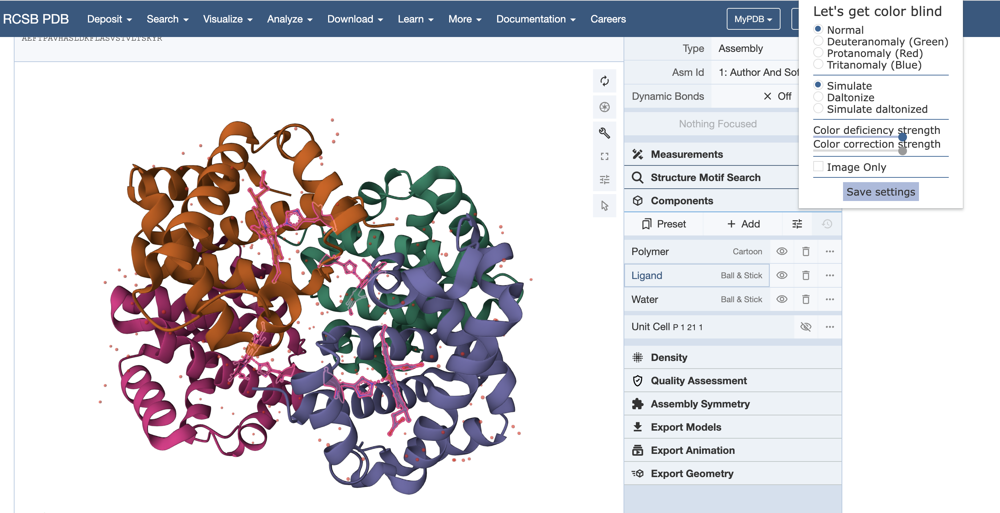 RCSB PDB Deposit Search Visualize Analyze Download Learn More Documentation Careers MyPDB
AEFTPAVHASLDKFLASVSTVLTSKYR
Type Assembly
Asm Id 1: Author And Sof
Dynamic Bonds Off
Nothing Focused
Measurements
Structure Motif Search
Components
Preset + Add
Polymer Cartoon
Ligand Ball & Stick
Water Ball & Stick
Unit Cell P 1 21 1
Density
Quality Assessment
Assembly Symmetry
Export Models
Export Animation
Export Geometry
Let's get color blind
Normal
Deuteranomaly (Green)
Protanomaly (Red)
Tritanomaly (Blue)
Simulate
Daltonize
Simulate daltonized
Color deficiency strength
Color correction strength
Image Only
Save settings